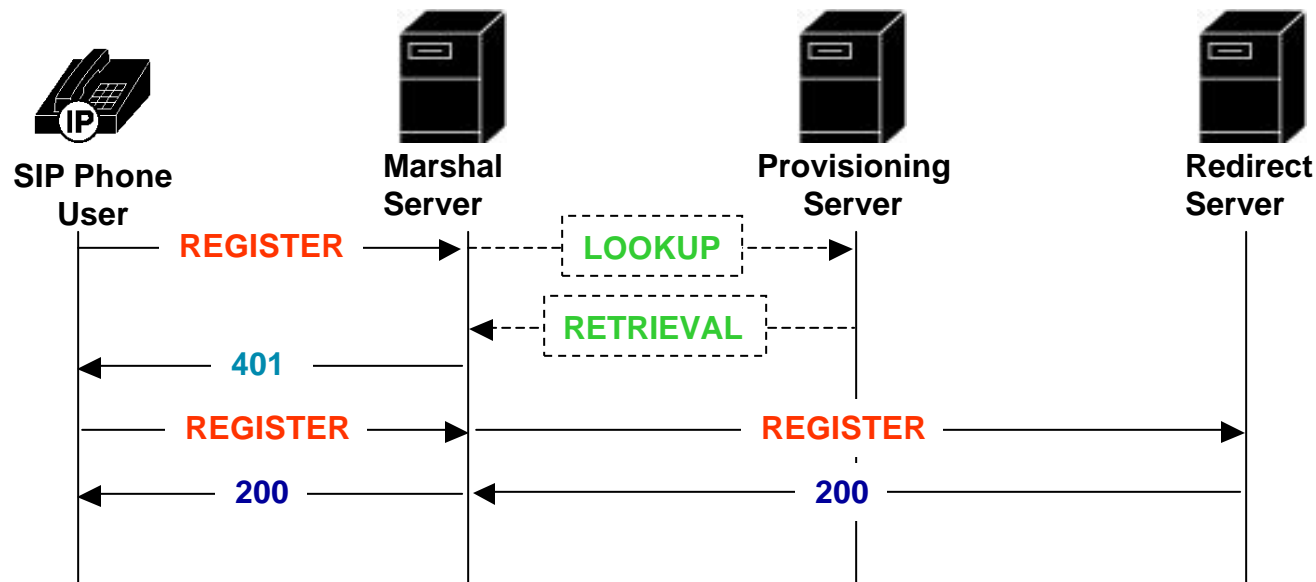 IP
SIP Phone
User
Marshal
Server
Provisioning
Server
Redirect
Server
REGISTER
LOOKUP
RETRIEVAL
401
REGISTER
REGISTER
200
200